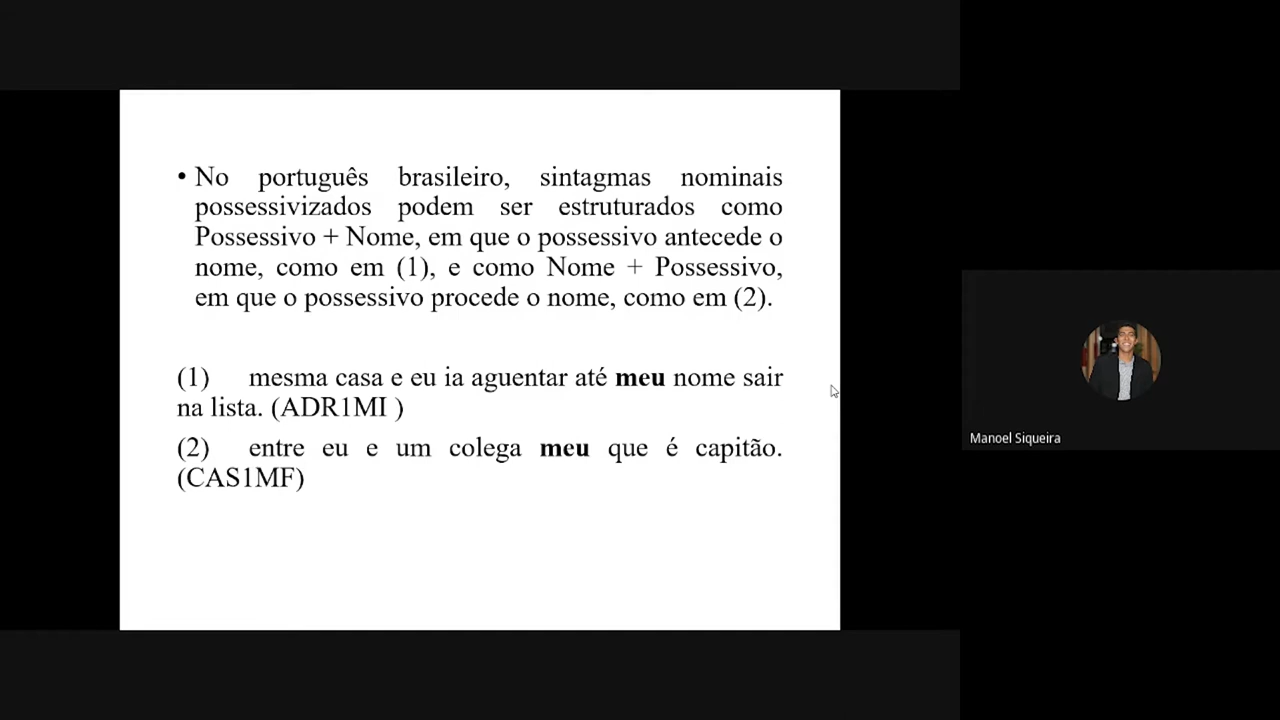 • No português brasileiro, sintagmas nominais
possessivizados podem ser estruturados como
Possessivo + Nome, em que o possessivo antecede o
nome, como em (1), e como Nome + Possessivo,
em que o possessivo procede o nome, como em (2).
(1) mesma casa e eu ia aguentar até meu nome sair
na lista. (ADR1MI )
(2) entre eu e um colega meu que é capitão.
(CAS1MF)
Manoel Siqueira